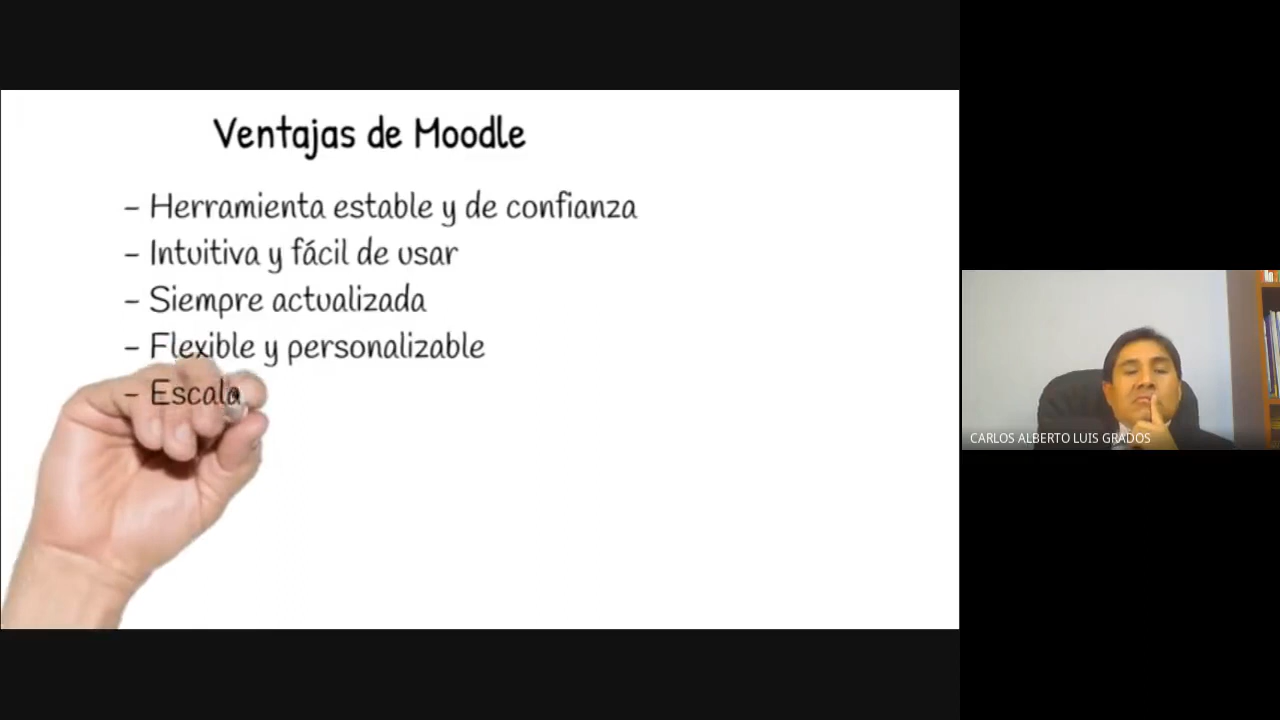 Ventajas de Moodle
- Herramienta estable y de confianza
- Intuitiva y fácil de usar
- Siempre actualizada
- Flexible y personalizable
- Escala
CARLOS ALBERTO LUIS GRADOS